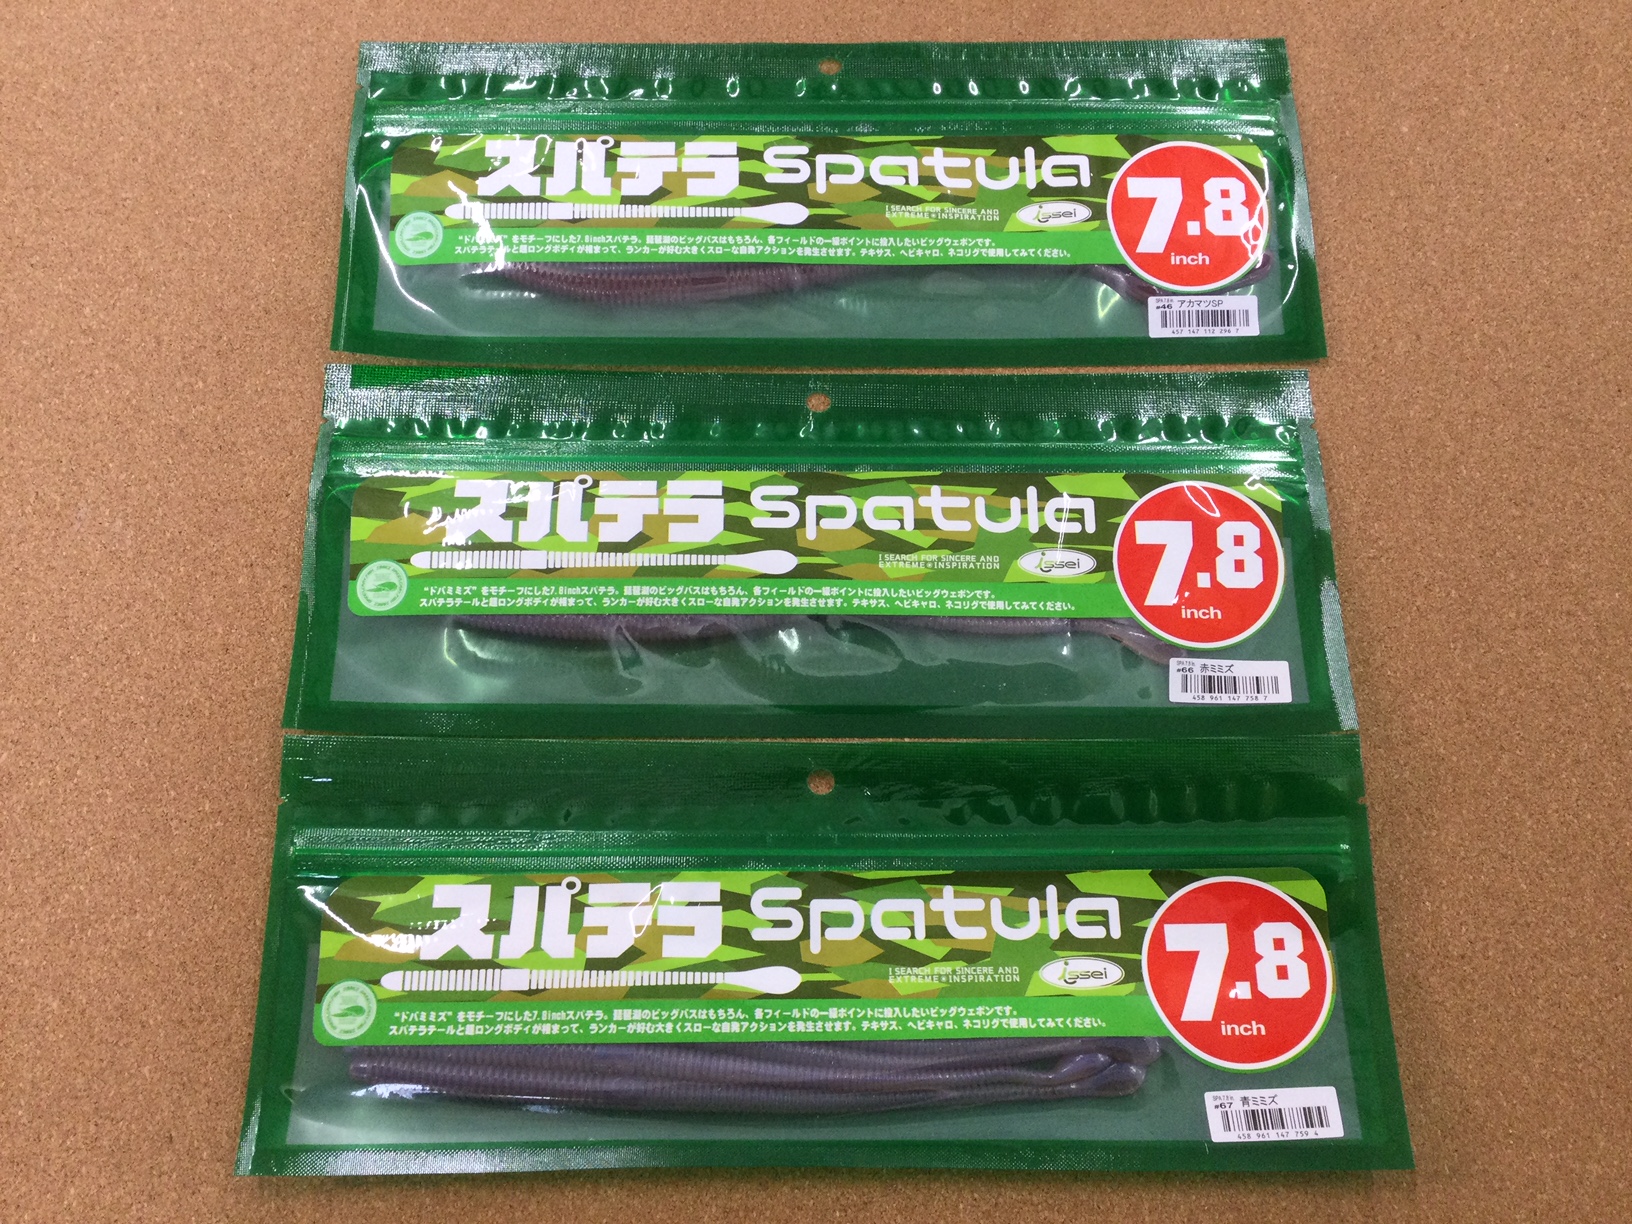 スパテラ Spatula
7.8
inch
I SEARCH FOR SINCERE AND
EXTREME★INSPIRATION
issei
“ドバミミズ”をモチーフにした7.8inchスパテラ。琵琶湖のビッグバスはもちろん、各フィールドの一級ポイントに投入したいビッグウェポンです。
スパテラテールと超ロングボディが相まって、ランカーが好む大きくスローな自発アクションを発生させます。テキサス、ヘビキャロ、ネコリグで使用してみてください。
SPA.7.8in.
#46 アカマツSP
457 147 112 296 7
スパテラ Spatula
7.8
inch
I SEARCH FOR SINCERE AND
EXTREME★INSPIRATION
issei
“ドバミミズ”をモチーフにした7.8inchスパテラ。琵琶湖のビッグバスはもちろん、各フィールドの一級ポイントに投入したいビッグウェポンです。
スパテラテールと超ロングボディが相まって、ランカーが好む大きくスローな自発アクションを発生させます。テキサス、ヘビキャロ、ネコリグで使用してみてください。
SPA.7.8in.
#66 赤ミミズ
458 961 147 758 7
スパテラ Spatula
7.8
inch
I SEARCH FOR SINCERE AND
EXTREME★INSPIRATION
issei
“ドバミミズ”をモチーフにした7.8inchスパテラ。琵琶湖のビッグバスはもちろん、各フィールドの一級ポイントに投入したいビッグウェポンです。
スパテラテールと超ロングボディが相まって、ランカーが好む大きくスローな自発アクションを発生させます。テキサス、ヘビキャロ、ネコリグで使用してみてください。
SPA.7.8in.
#67 青ミミズ
458 961 147 759 4